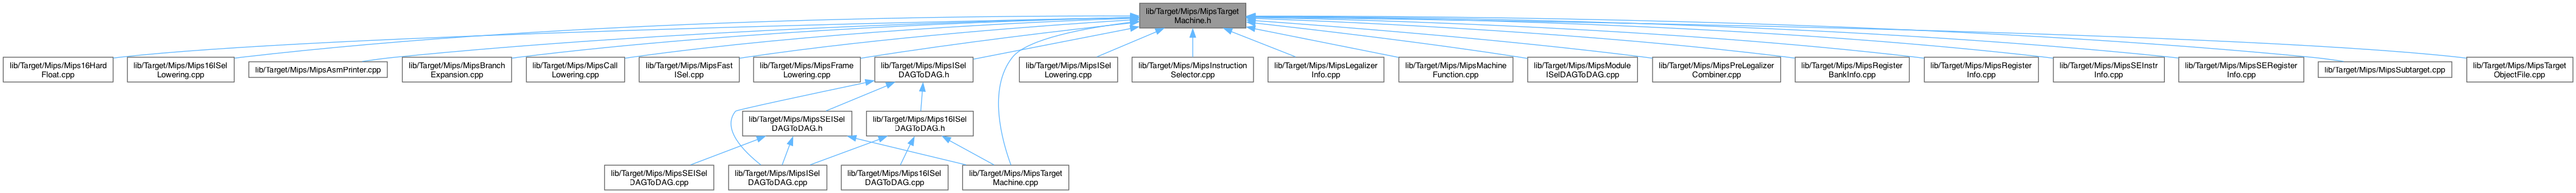 lib/Target/Mips/MipsTarget
Machine.h
lib/Target/Mips/Mips16Hard
Float.cpp
lib/Target/Mips/Mips16ISel
Lowering.cpp
lib/Target/Mips/MipsAsmPrinter.cpp
lib/Target/Mips/MipsBranch
Expansion.cpp
lib/Target/Mips/MipsCall
Lowering.cpp
lib/Target/Mips/MipsFast
ISel.cpp
lib/Target/Mips/MipsFrame
Lowering.cpp
lib/Target/Mips/MipsISel
DAGToDAG.h
lib/Target/Mips/MipsISel
Lowering.cpp
lib/Target/Mips/MipsInstruction
Selector.cpp
lib/Target/Mips/MipsLegalizer
Info.cpp
lib/Target/Mips/MipsMachine
Function.cpp
lib/Target/Mips/MipsModule
ISelDAGToDAG.cpp
lib/Target/Mips/MipsPreLegalizer
Combiner.cpp
lib/Target/Mips/MipsRegister
BankInfo.cpp
lib/Target/Mips/MipsRegister
Info.cpp
lib/Target/Mips/MipsSEInstr
Info.cpp
lib/Target/Mips/MipsSERegister
Info.cpp
lib/Target/Mips/MipsSubtarget.cpp
lib/Target/Mips/MipsTarget
ObjectFile.cpp
lib/Target/Mips/MipsSEISel
DAGToDAG.h
lib/Target/Mips/Mips16ISel
DAGToDAG.h
lib/Target/Mips/MipsSEISel
DAGToDAG.cpp
lib/Target/Mips/MipsISel
DAGToDAG.cpp
lib/Target/Mips/Mips16ISel
DAGToDAG.cpp
lib/Target/Mips/MipsTarget
Machine.cpp